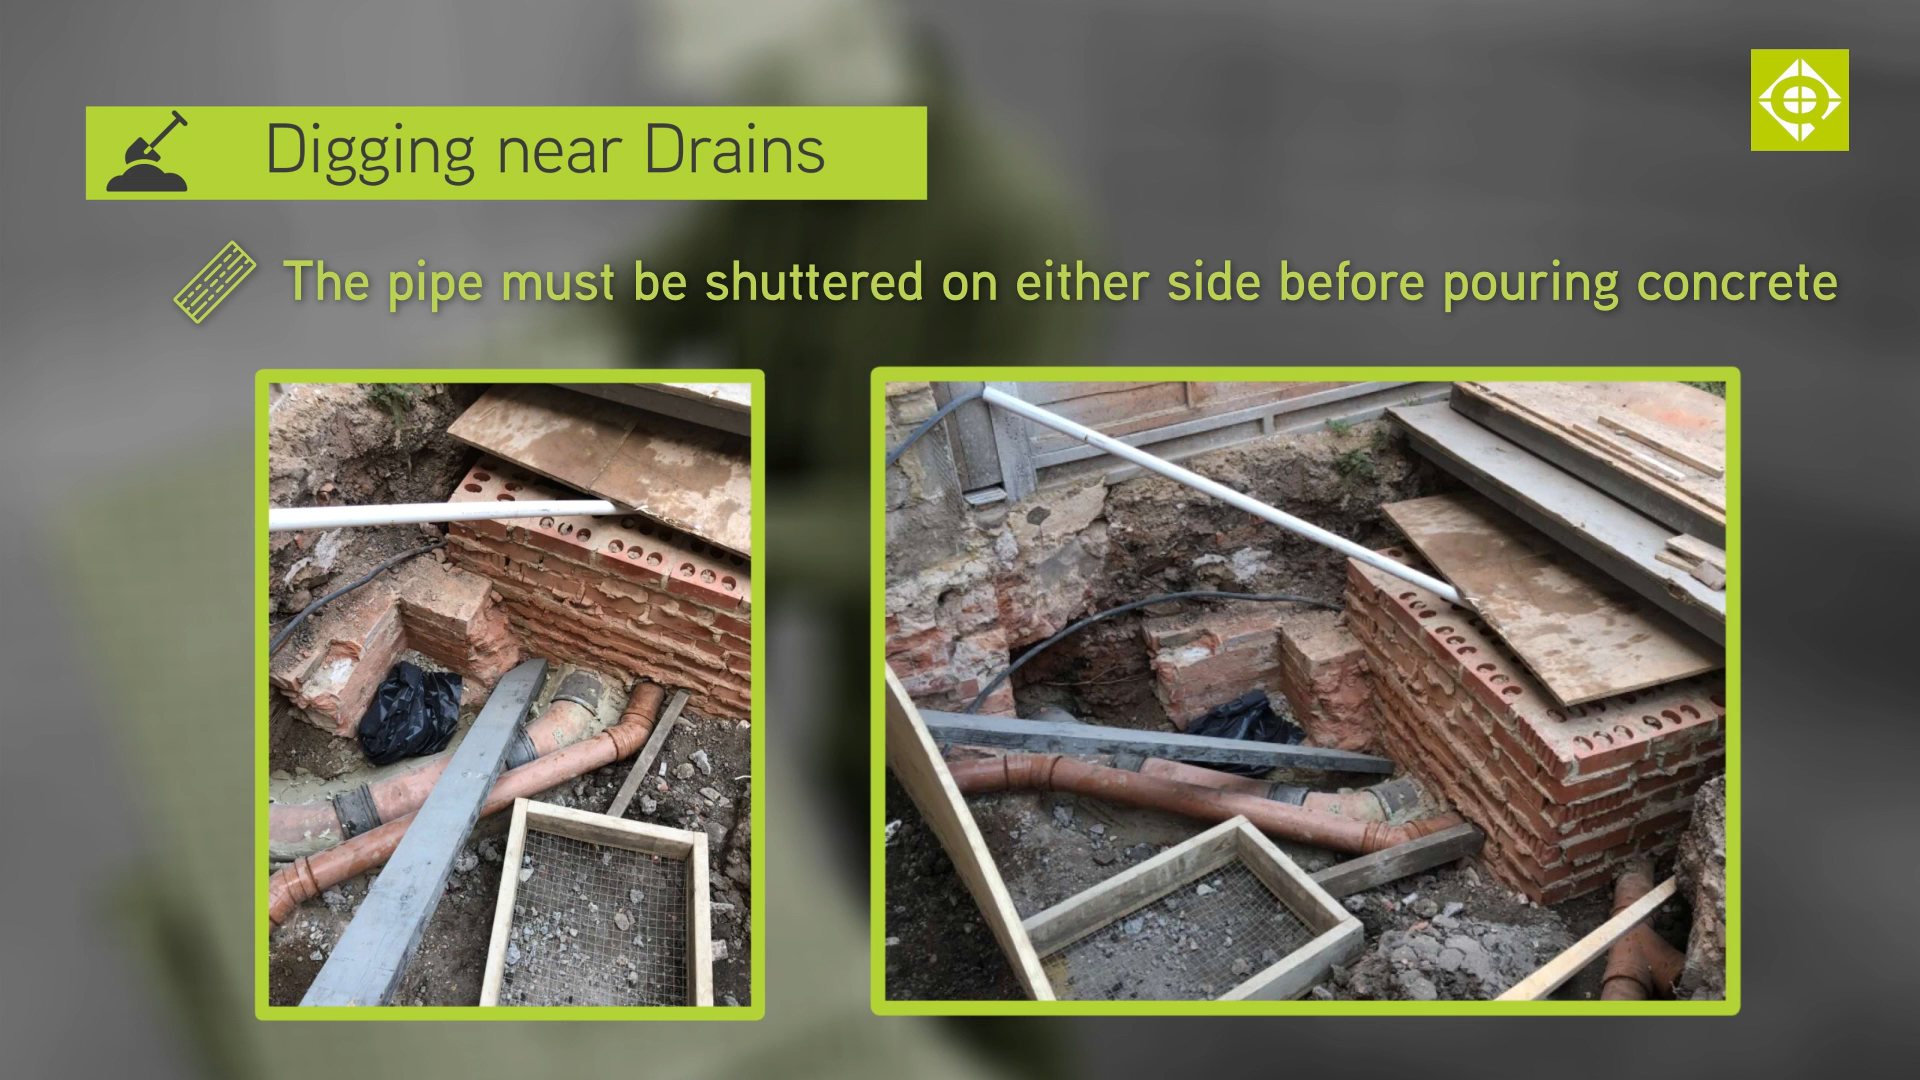 Digging near Drains
The pipe must be shuttered on either side before pouring concrete